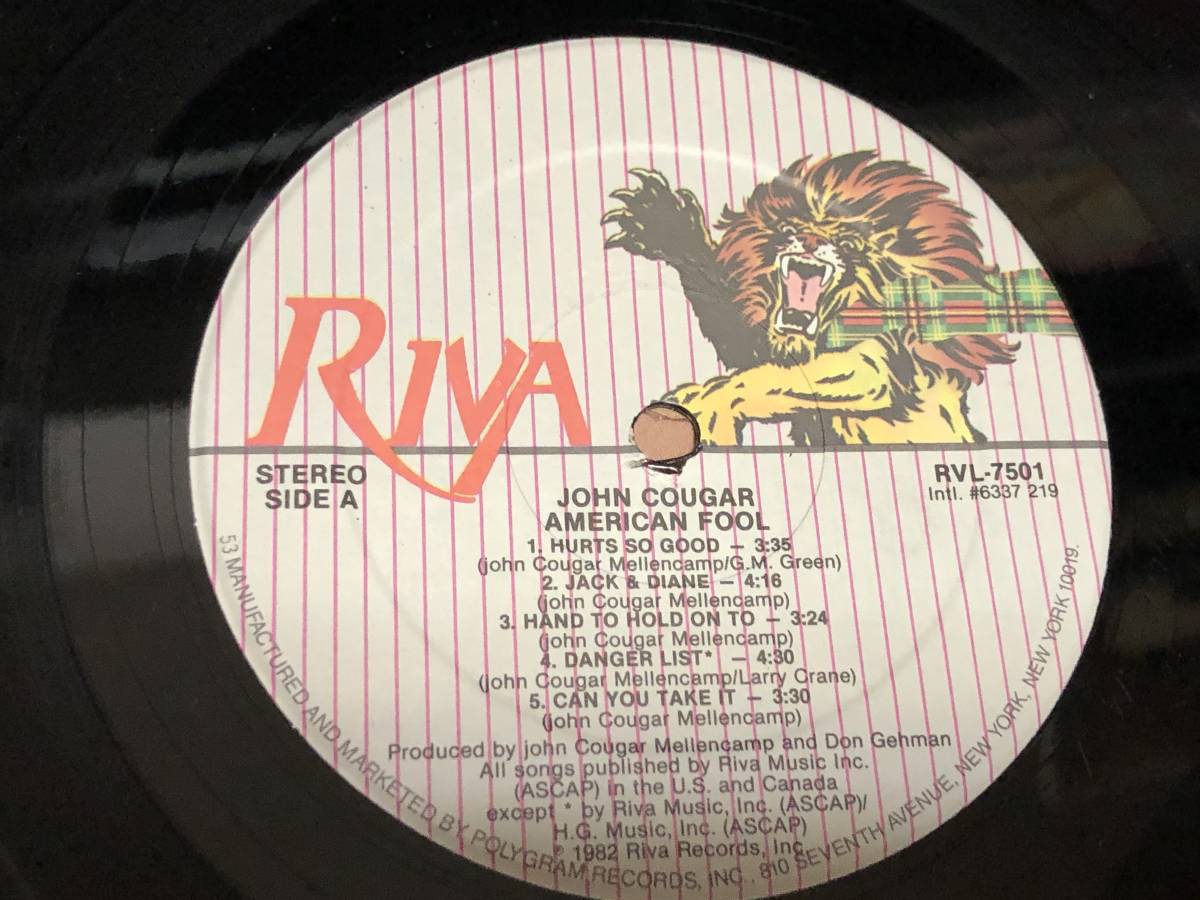 RIVA
STEREO
SIDE A
RVL-7501
Intl. #6337 219
JOHN COUGAR
AMERICAN FOOL
1. HURTS SO GOOD – 3:35
(john Cougar Mellencamp/G.M. Green)
2. JACK & DIANE – 4:16
(john Cougar Mellencamp)
3. HAND TO HOLD ON TO – 3:24
(john Cougar Mellencamp)
4. DANGER LIST* – 4:30
(john Cougar Mellencamp/Larry Crane)
5. CAN YOU TAKE IT – 3:30
(john Cougar Mellencamp)
Produced by john Cougar Mellencamp and Don Gehman
All songs published by Riva Music Inc.
(ASCAP) in the U.S. and Canada
except * by Riva Music, Inc. (ASCAP)/
H.G. Music, Inc. (ASCAP)
℗ 1982 Riva Records, Inc.
53 MANUFACTURED AND MARKETED BY POLYGRAM RECORDS, INC., 810 SEVENTH AVENUE, NEW YORK, NEW YORK 10019.